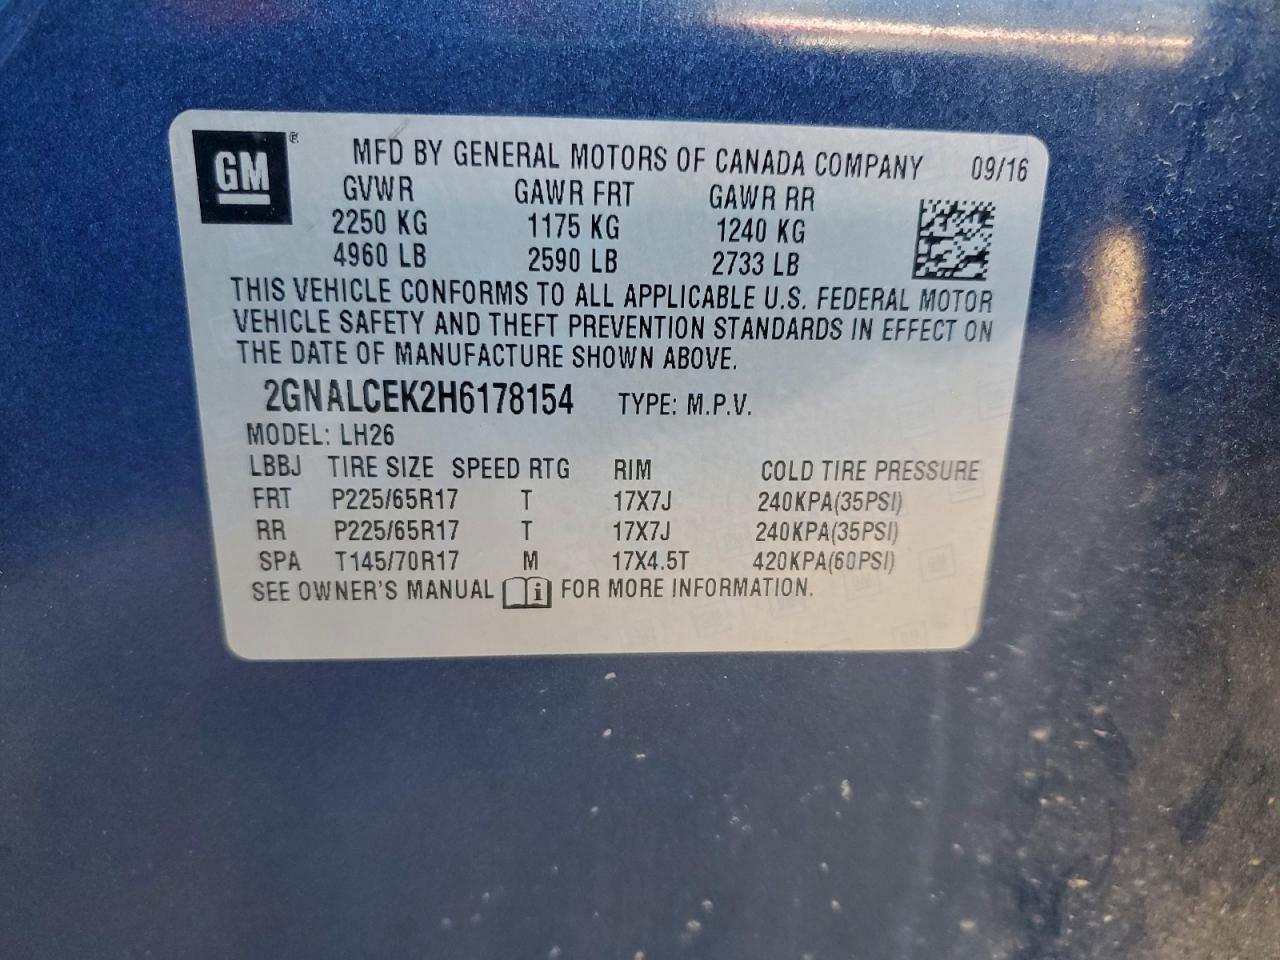 GM® MFD BY GENERAL MOTORS OF CANADA COMPANY 09/16
GVWR GAWR FRT GAWR RR
2250 KG 1175 KG 1240 KG
4960 LB 2590 LB 2733 LB
THIS VEHICLE CONFORMS TO ALL APPLICABLE U.S. FEDERAL MOTOR
VEHICLE SAFETY AND THEFT PREVENTION STANDARDS IN EFFECT ON
THE DATE OF MANUFACTURE SHOWN ABOVE.
2GNALCEK2H6178154 TYPE: M.P.V.
MODEL: LH26
LBBJ TIRE SIZE SPEED RTG RIM COLD TIRE PRESSURE
FRT P225/65R17 T 17X7J 240KPA(35PSI)
RR P225/65R17 T 17X7J 240KPA(35PSI)
SPA T145/70R17 M 17X4.5T 420KPA(60PSI)
SEE OWNER'S MANUAL i FOR MORE INFORMATION.